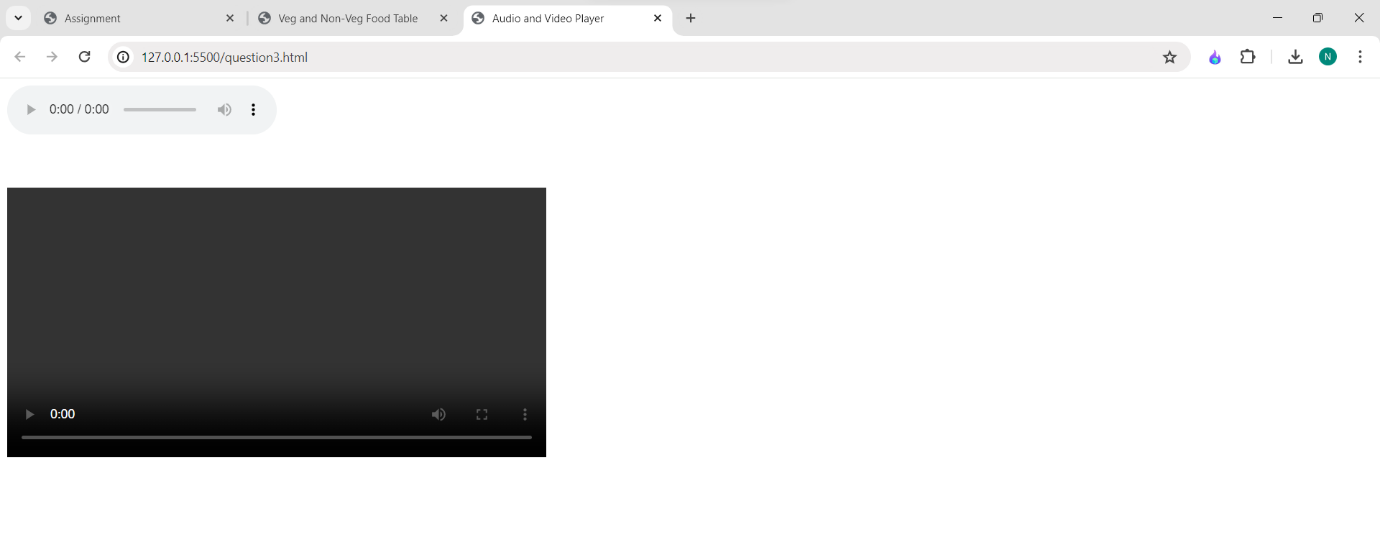 Assignment
Veg and Non-Veg Food Table
Audio and Video Player
127.0.0.1:5500/question3.html
N
0:00 / 0:00
0:00